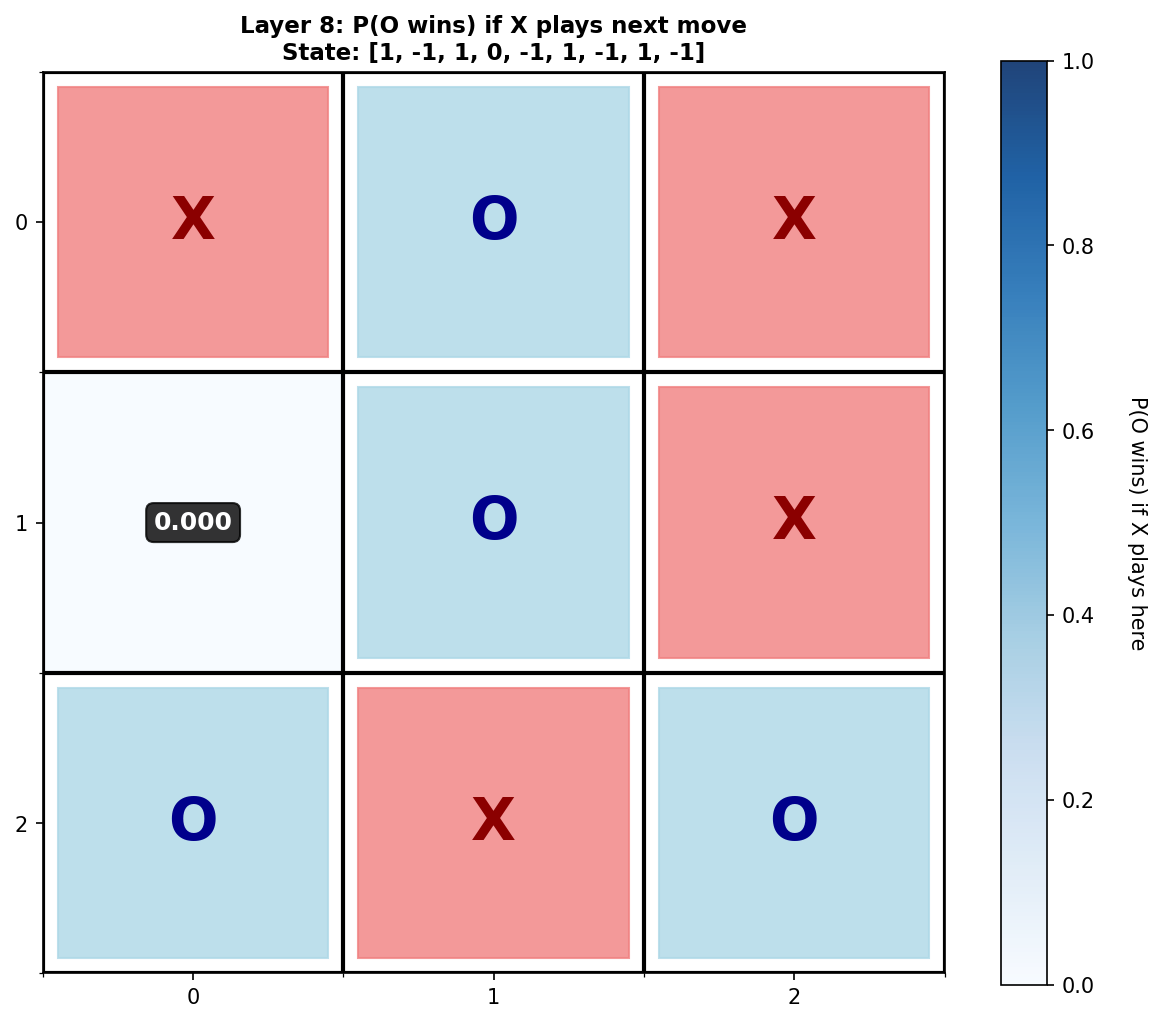 Layer 8: P(O wins) if X plays next move
State: [1, -1, 1, 0, -1, 1, -1, 1, -1]
X O X
0
0.000 O X
1
O X O
2
0 1 2
1.0
0.8
0.6
0.4
0.2
0.0
P(O wins) if X plays here